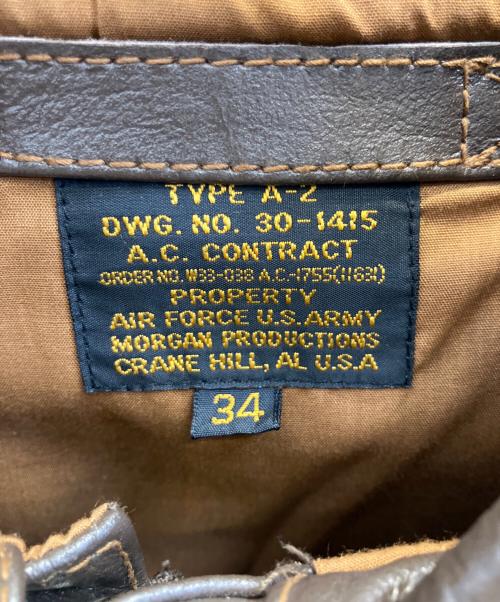 TYPE A-2
DWG. NO. 30-1415
A.C. CONTRACT
ORDER NO. W33-038 A.C.-1755(11631)
PROPERTY
AIR FORCE U.S. ARMY
MORGAN PRODUCTIONS
CRANE HILL, AL U.S.A
34